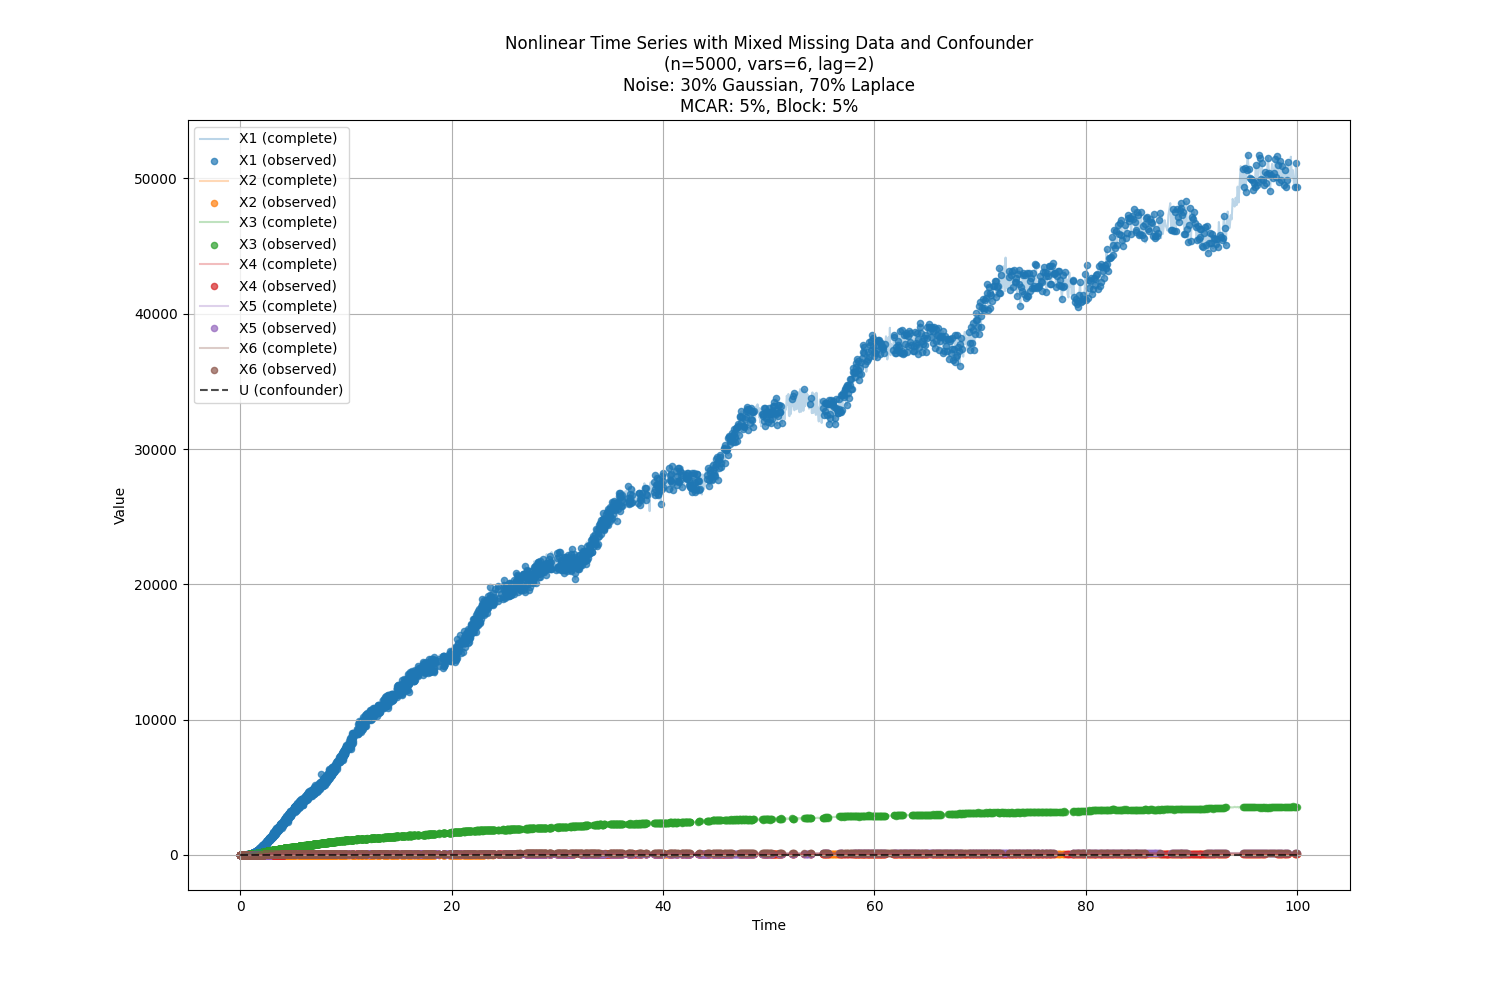 Nonlinear Time Series with Mixed Missing Data and Confounder
(n=5000, vars=6, lag=2)
Noise: 30% Gaussian, 70% Laplace
MCAR: 5%, Block: 5%
X1 (complete)
X1 (observed)
X2 (complete)
X2 (observed)
X3 (complete)
X3 (observed)
X4 (complete)
X4 (observed)
X5 (complete)
X5 (observed)
X6 (complete)
X6 (observed)
U (confounder)
50000
40000
30000
20000
10000
0
Value
0 20 40 60 80 100
Time